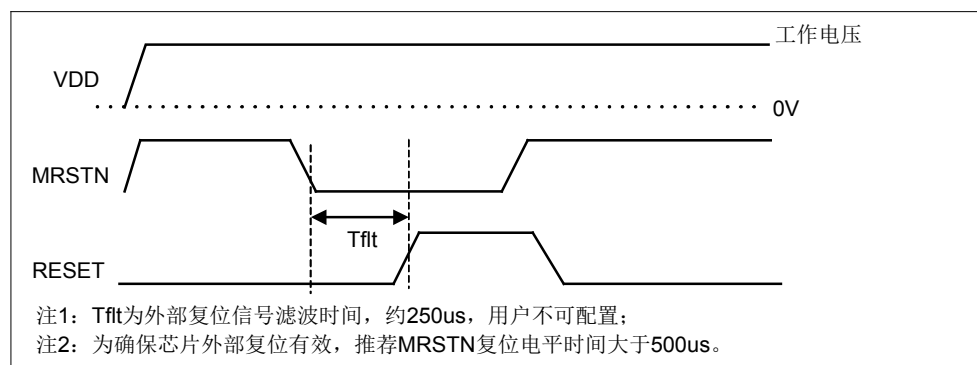 工作电压
VDD
0V
MRSTN
Tflt
RESET
注1：Tflt为外部复位信号滤波时间，约250us，用户不可配置；
注2：为确保芯片外部复位有效，推荐MRSTN复位电平时间大于500us。